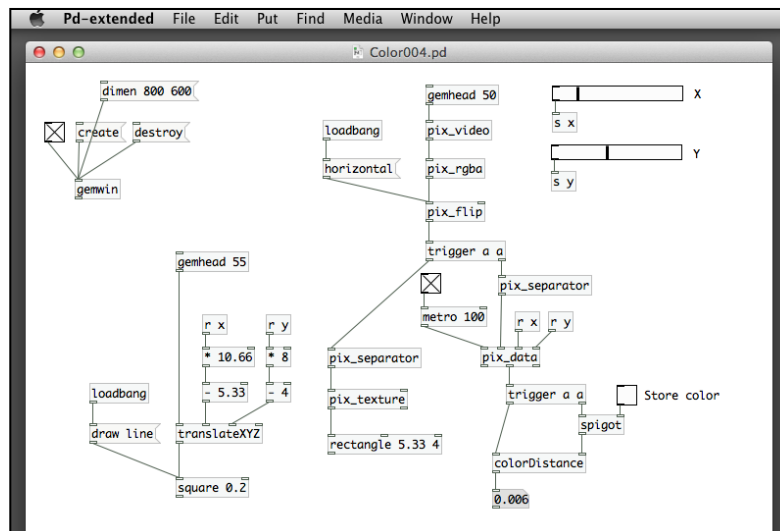 Pd-extended File Edit Put Find Media Window Help
Color004.pd
dimen 800 600
create
destroy
gemwin
gemhead 50
loadbang
pix_video
horizontal
pix_rgba
pix_flip
trigger a a
X
s x
Y
s y
gemhead 55
pix_separator
metro 100
r x
r y
r x
r y
* 10.66
* 8
pix_separator
pix_data
- 5.33
- 4
loadbang
pix_texture
trigger a a
Store color
draw line
translateXYZ
rectangle 5.33 4
spigot
colorDistance
square 0.2
0.006